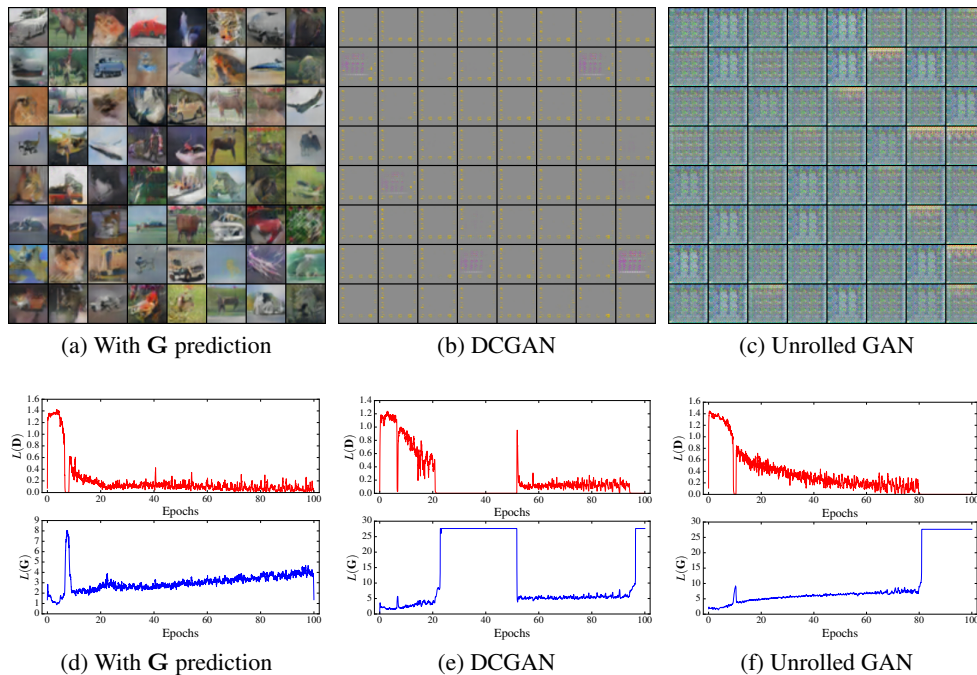 (a) With G prediction
(b) DCGAN
(c) Unrolled GAN
1.6
1.4
1.2
1.0
0.8
0.6
0.4
0.2
0.0
L(D)
0 20 40 60 80 100
Epochs
1.6
1.4
1.2
1.0
0.8
0.6
0.4
0.2
0.0
L(D)
0 20 40 60 80 100
Epochs
1.6
1.4
1.2
1.0
0.8
0.6
0.4
0.2
0.0
L(D)
0 20 40 60 80 100
Epochs
9
8
7
6
5
4
3
2
1
0
L(G)
0 20 40 60 80 100
Epochs
30
25
20
15
10
5
0
L(G)
0 20 40 60 80 100
Epochs
30
25
20
15
10
5
0
L(G)
0 20 40 60 80 100
Epochs
(d) With G prediction
(e) DCGAN
(f) Unrolled GAN